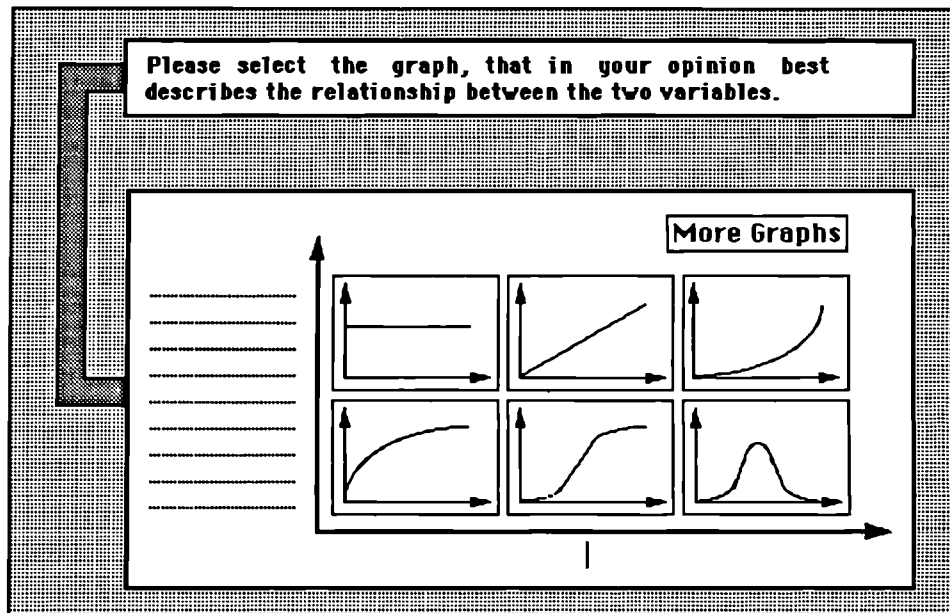 Please select the graph, that in your opinion best
describes the relationship between the two variables.
More Graphs